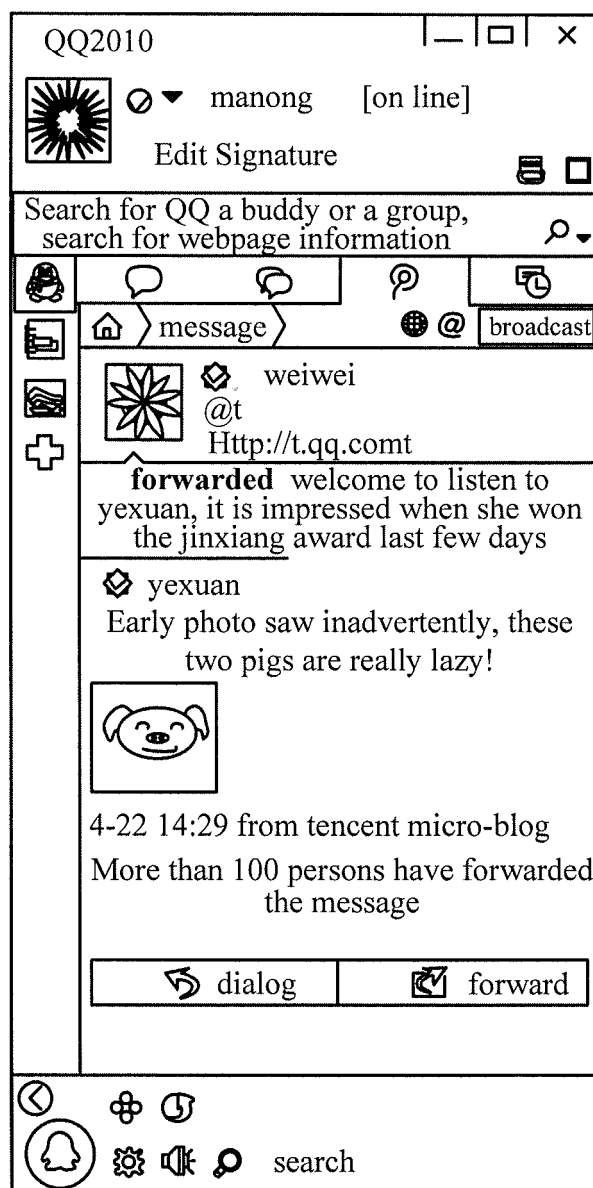 QQ2010
manong [on line]
Edit Signature
Search for QQ a buddy or a group,
search for webpage information
message @ broadcast
weiwei
@t
Http://t.qq.comt
forwarded welcome to listen to
yexuan, it is impressed when she won
the jinxiang award last few days
yexuan
Early photo saw inadvertently, these
two pigs are really lazy!
4-22 14:29 from tencent micro-blog
More than 100 persons have forwarded
the message
dialog forward
search